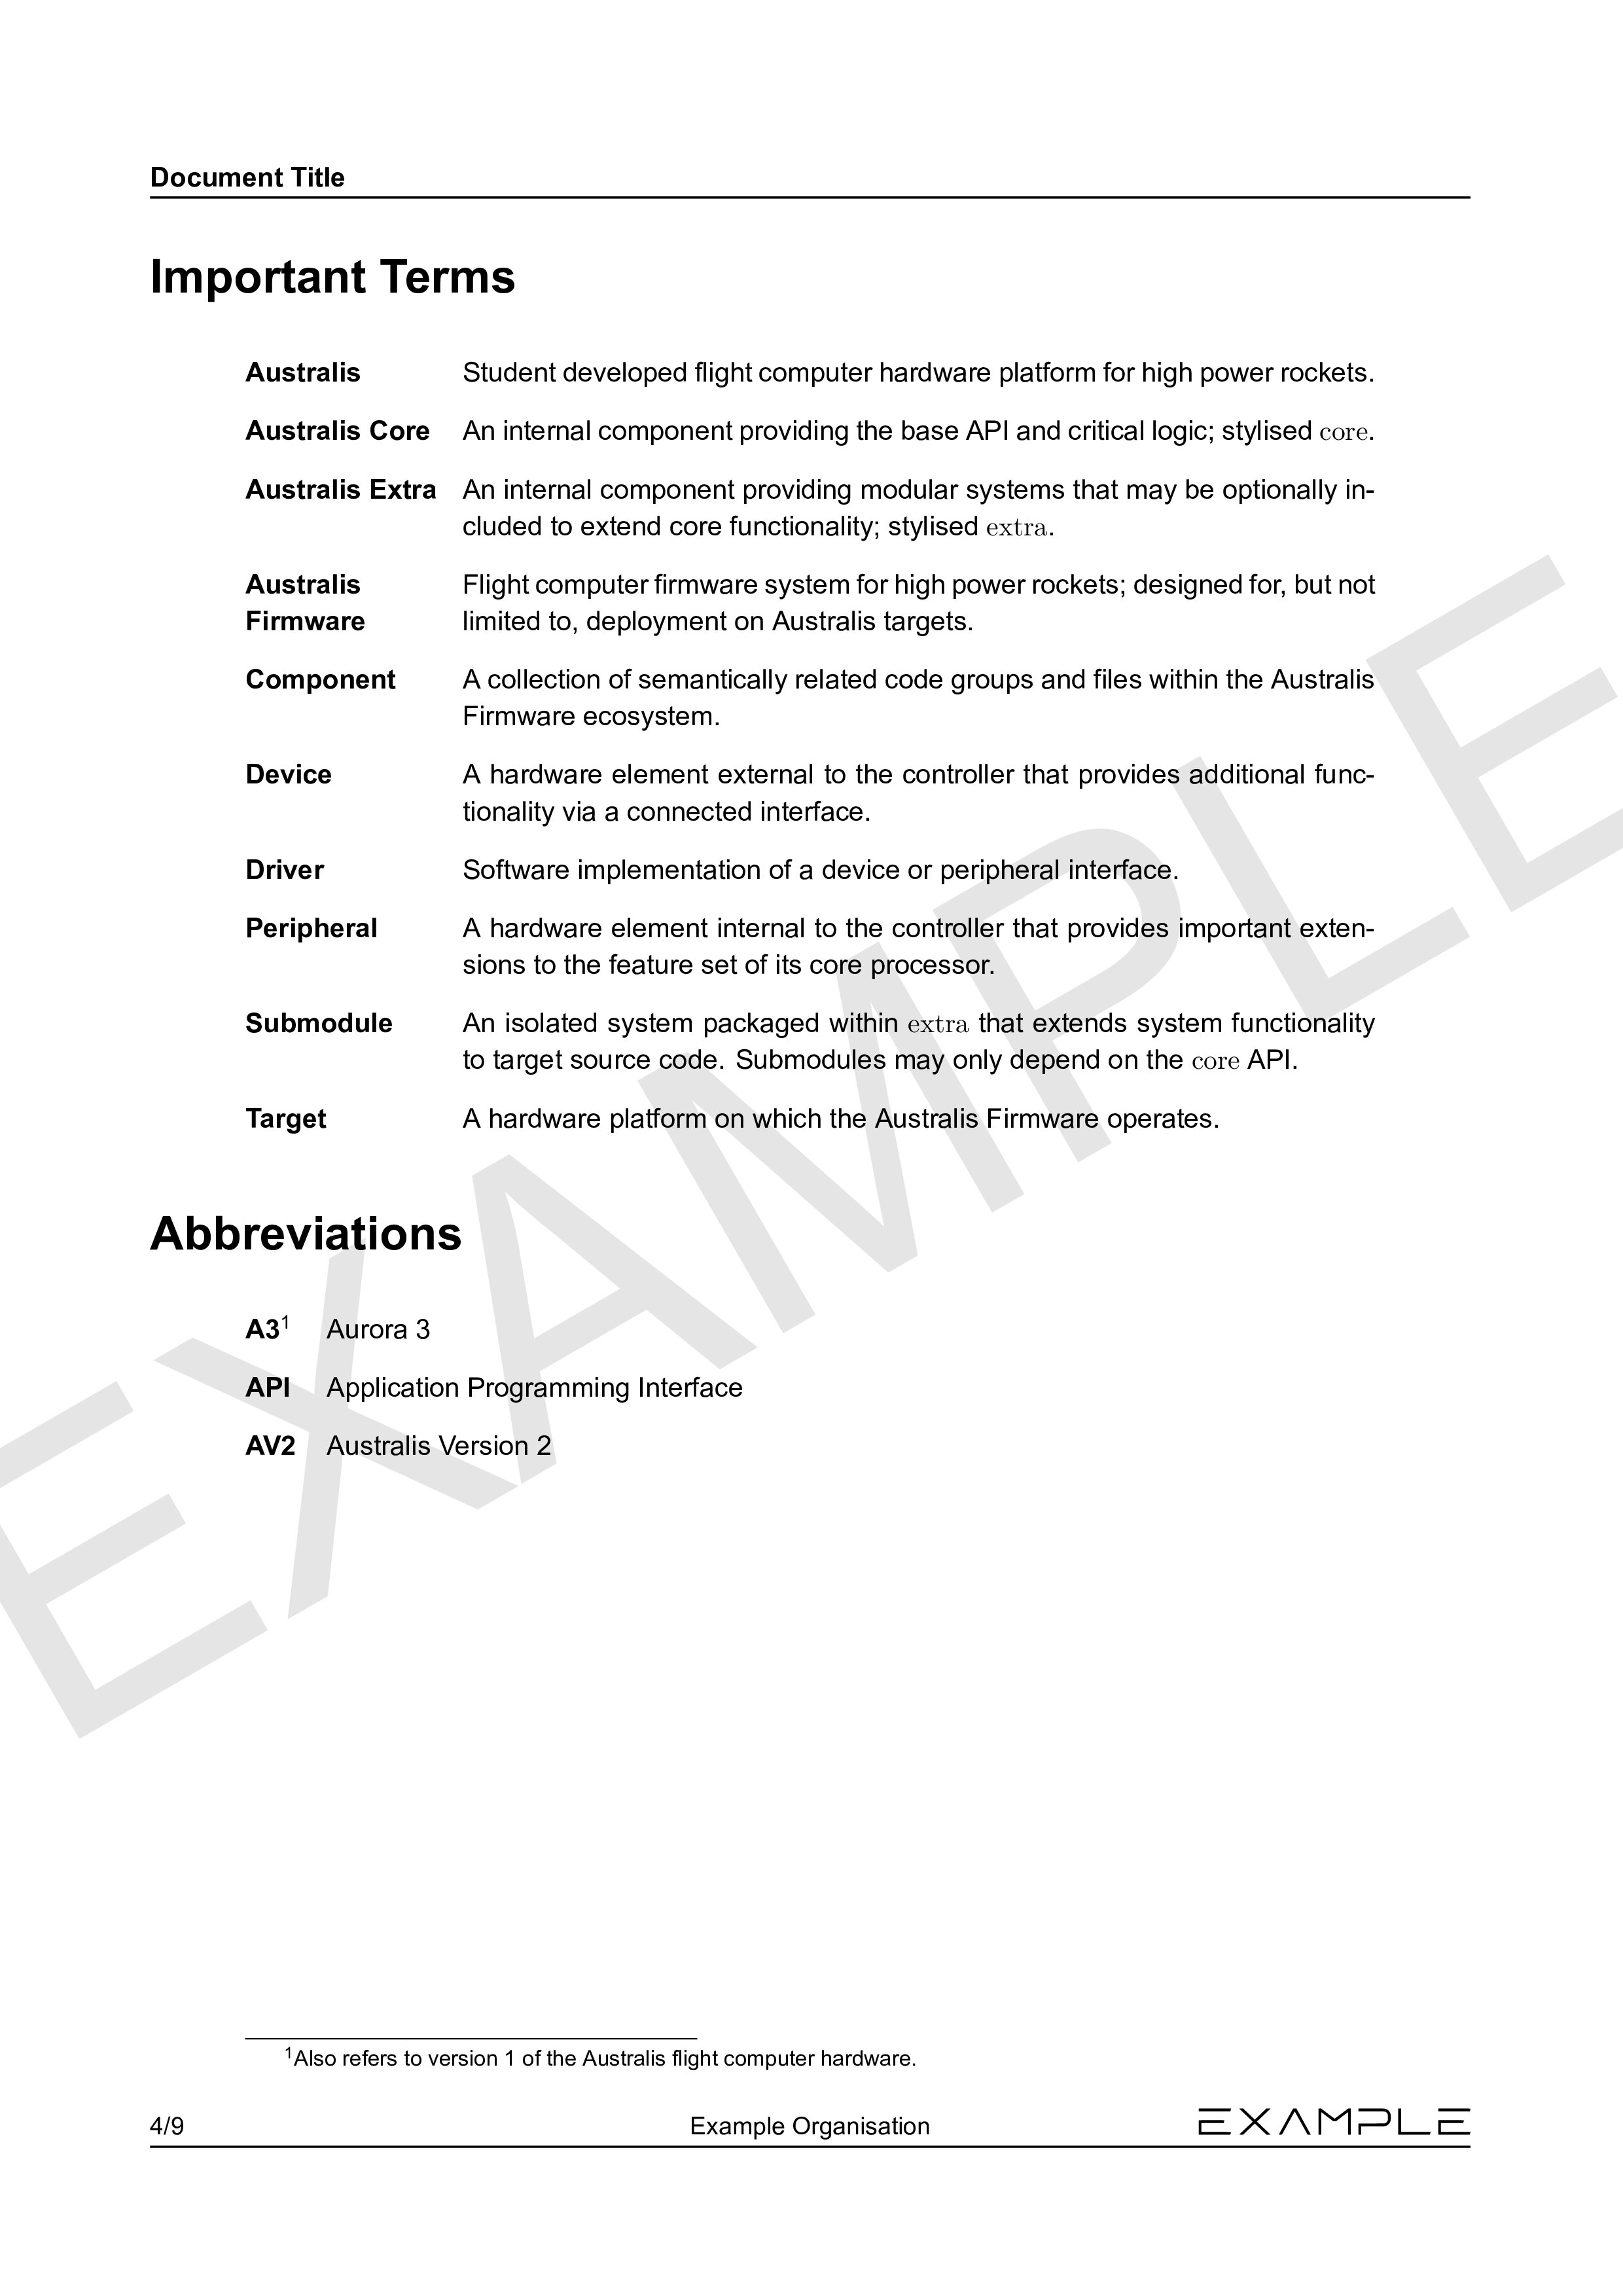 Document Title
Important Terms
Australis Student developed flight computer hardware platform for high power rockets.
Australis Core An internal component providing the base API and critical logic; stylised core.
Australis Extra An internal component providing modular systems that may be optionally in-
cluded to extend core functionality; stylised extra.
Australis Flight computer firmware system for high power rockets; designed for, but not
Firmware limited to, deployment on Australis targets.
Component A collection of semantically related code groups and files within the Australis
Firmware ecosystem.
Device A hardware element external to the controller that provides additional func-
tionality via a connected interface.
Driver Software implementation of a device or peripheral interface.
Peripheral A hardware element internal to the controller that provides important exten-
sions to the feature set of its core processor.
Submodule An isolated system packaged within extra that extends system functionality
to target source code. Submodules may only depend on the core API.
Target A hardware platform on which the Australis Firmware operates.
Abbreviations
A3¹ Aurora 3
API Application Programming Interface
AV2 Australis Version 2
¹Also refers to version 1 of the Australis flight computer hardware.
4/9 Example Organisation EXAMPLE
EXAMPLE